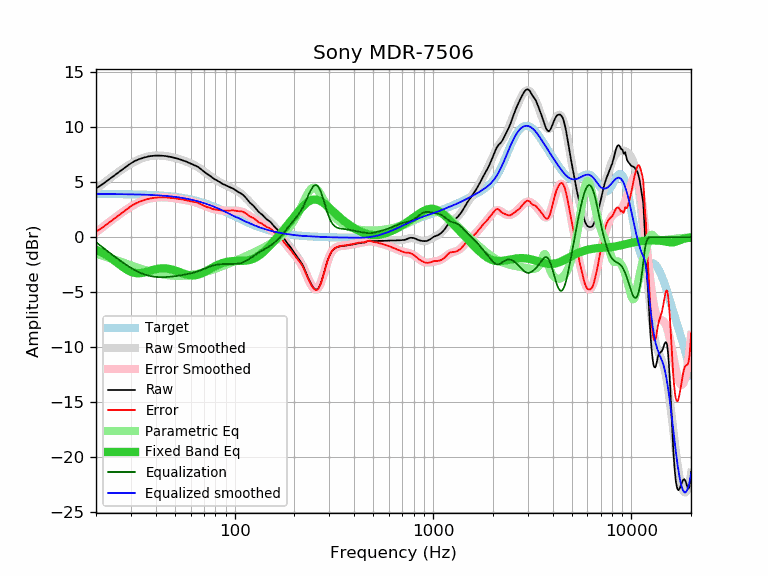 Sony MDR-7506
15
10
5
0
−5
−10
−15
−20
−25
Amplitude (dBr)
Target
Raw Smoothed
Error Smoothed
Raw
Error
Parametric Eq
Fixed Band Eq
Equalization
Equalized smoothed
100
1000
10000
Frequency (Hz)